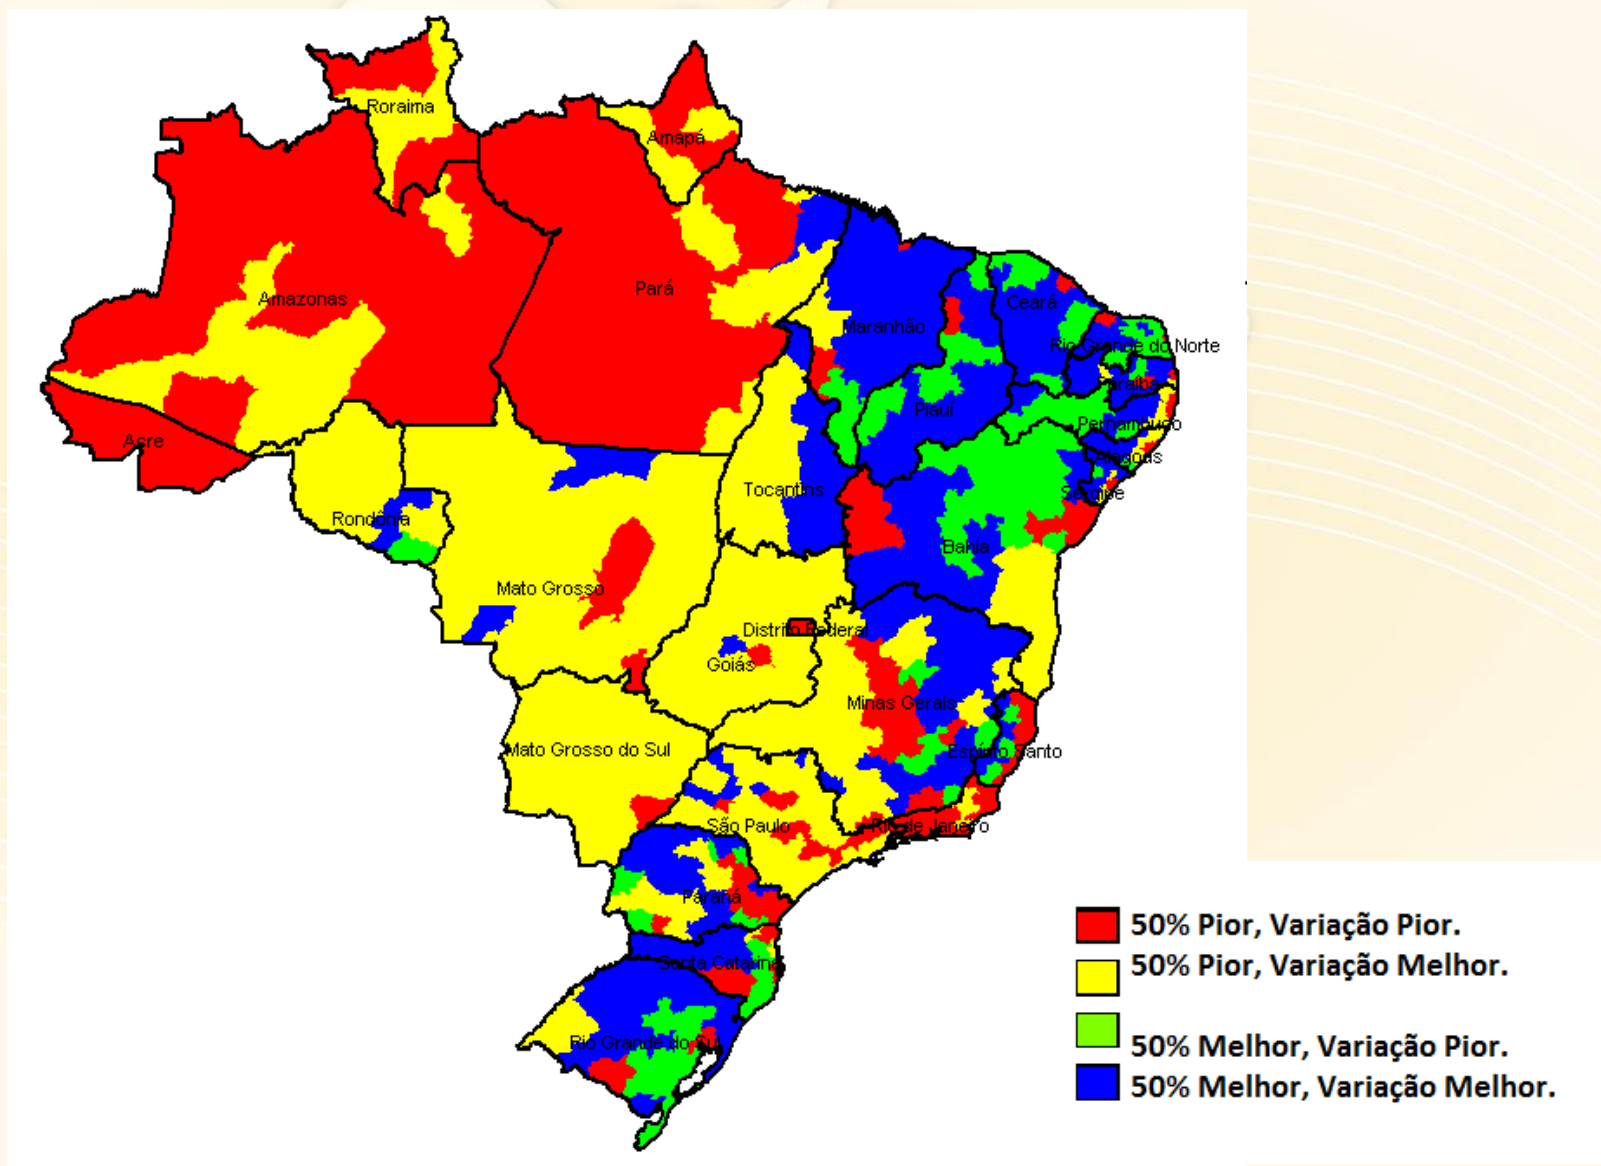 Roraima
Amapá
Amazonas
Pará
Maranhão
Ceará
Rio Grande do Norte
Paraíba
Piauí
Pernambuco
Acre
Alagoas
Tocantins
Sergipe
Rondônia
Bahia
Mato Grosso
Distrito Federal
Goiás
Minas Gerais
Mato Grosso do Sul
Espírito Santo
São Paulo
Rio de Janeiro
Paraná
Santa Catarina
Rio Grande do Sul
50% Pior, Variação Pior.
50% Pior, Variação Melhor.
50% Melhor, Variação Pior.
50% Melhor, Variação Melhor.